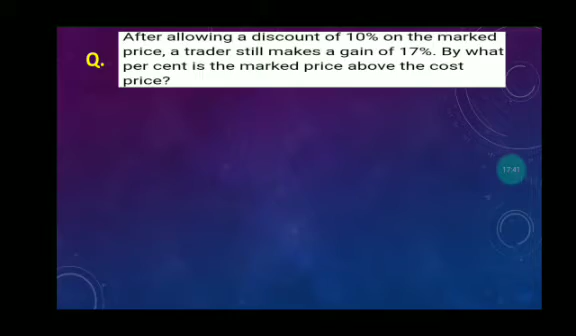 After allowing a discount of 10% on the marked
Q. price, a trader still makes a gain of 17%. By what
per cent is the marked price above the cost
price?
17:41